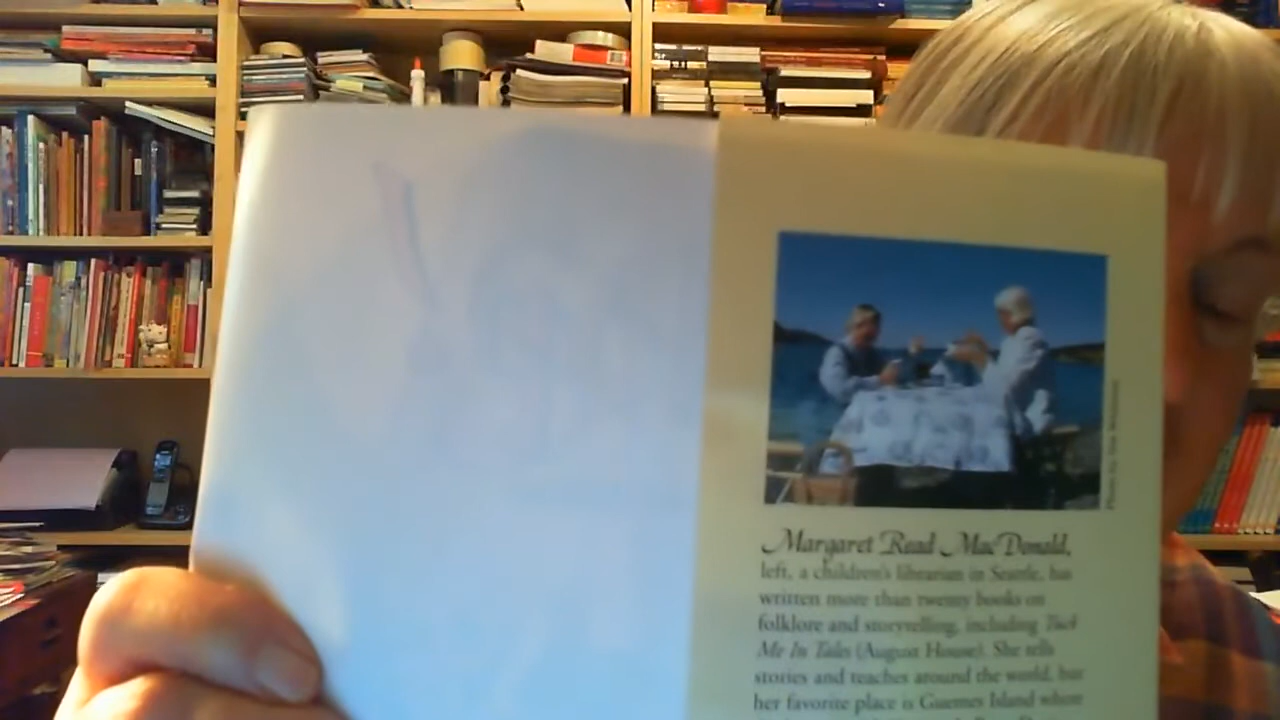 Margaret Read MacDonald,
left, a children's librarian in Seattle, has
written more than twenty books on
folklore and storytelling, including Tuck
Me In Tales (August House). She tells
stories and teaches around the world, but
her favorite place is Guemes Island where